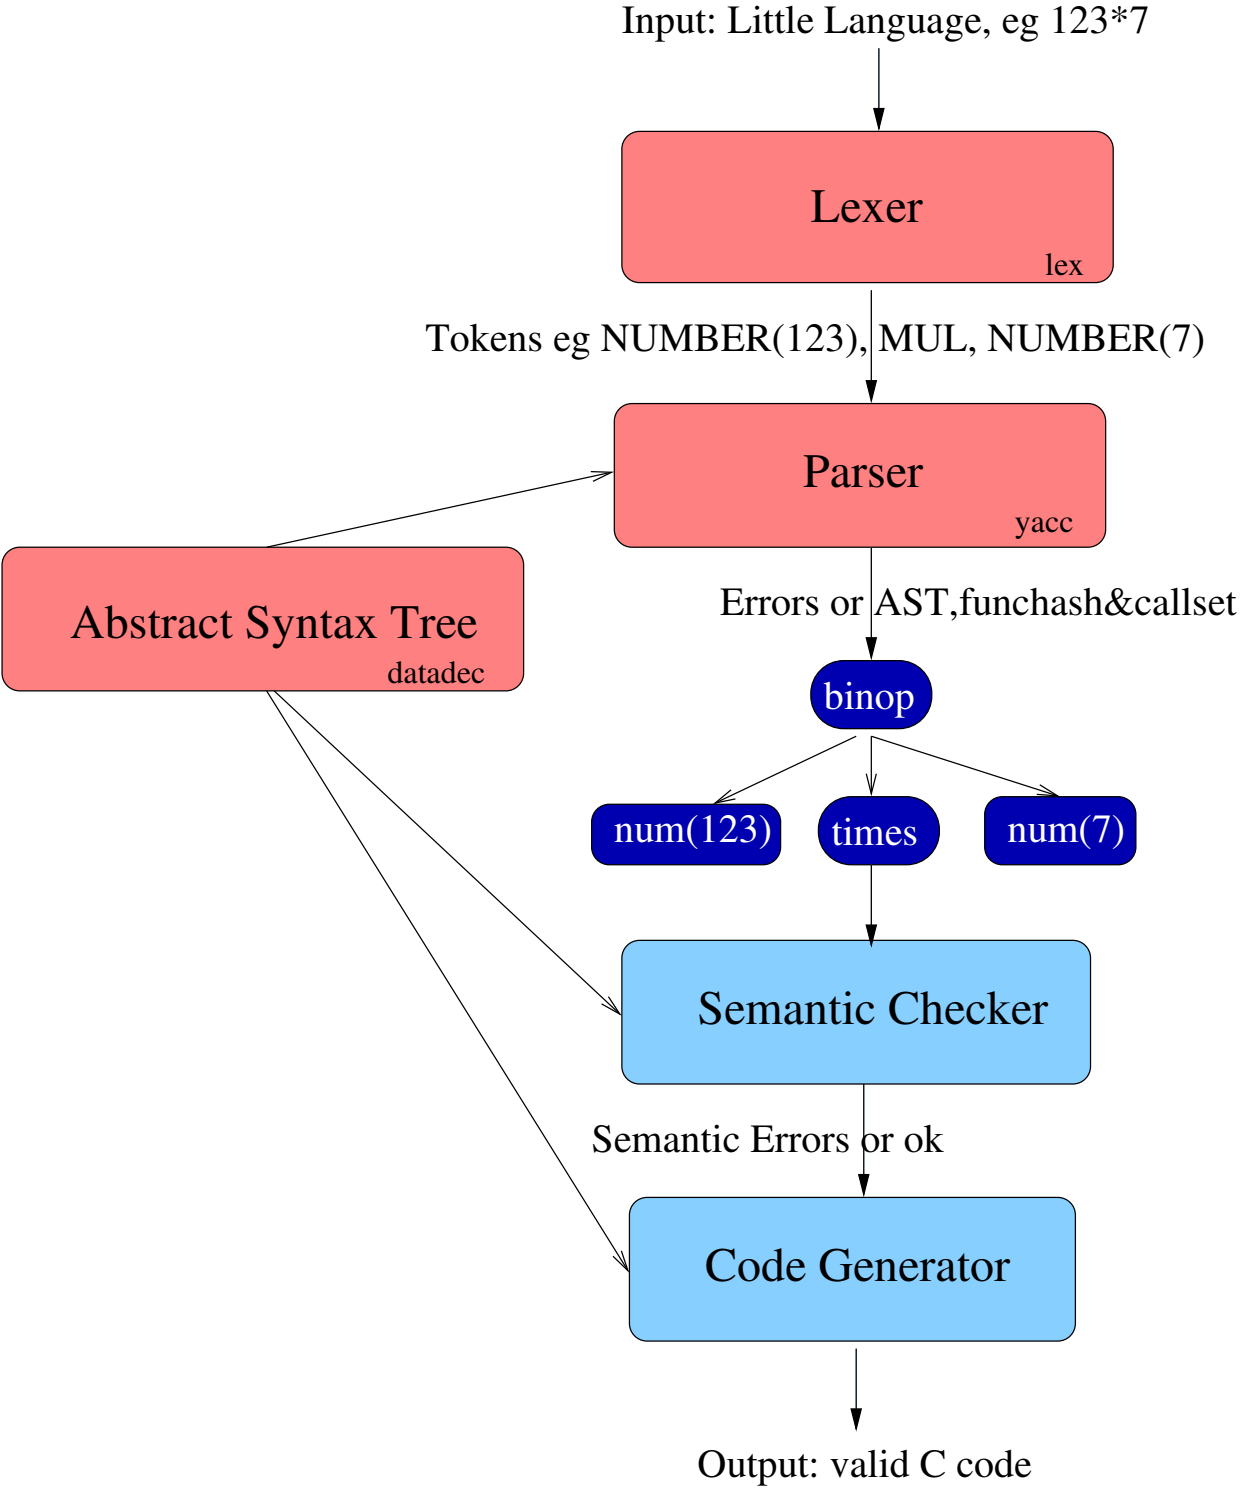 Input: Little Language, eg 123*7
Lexer
lex
Tokens eg NUMBER(123), MUL, NUMBER(7)
Parser
yacc
Abstract Syntax Tree
datadec
Errors or AST,funchash&callset
binop
num(123)
times
num(7)
Semantic Checker
Semantic Errors or ok
Code Generator
Output: valid C code